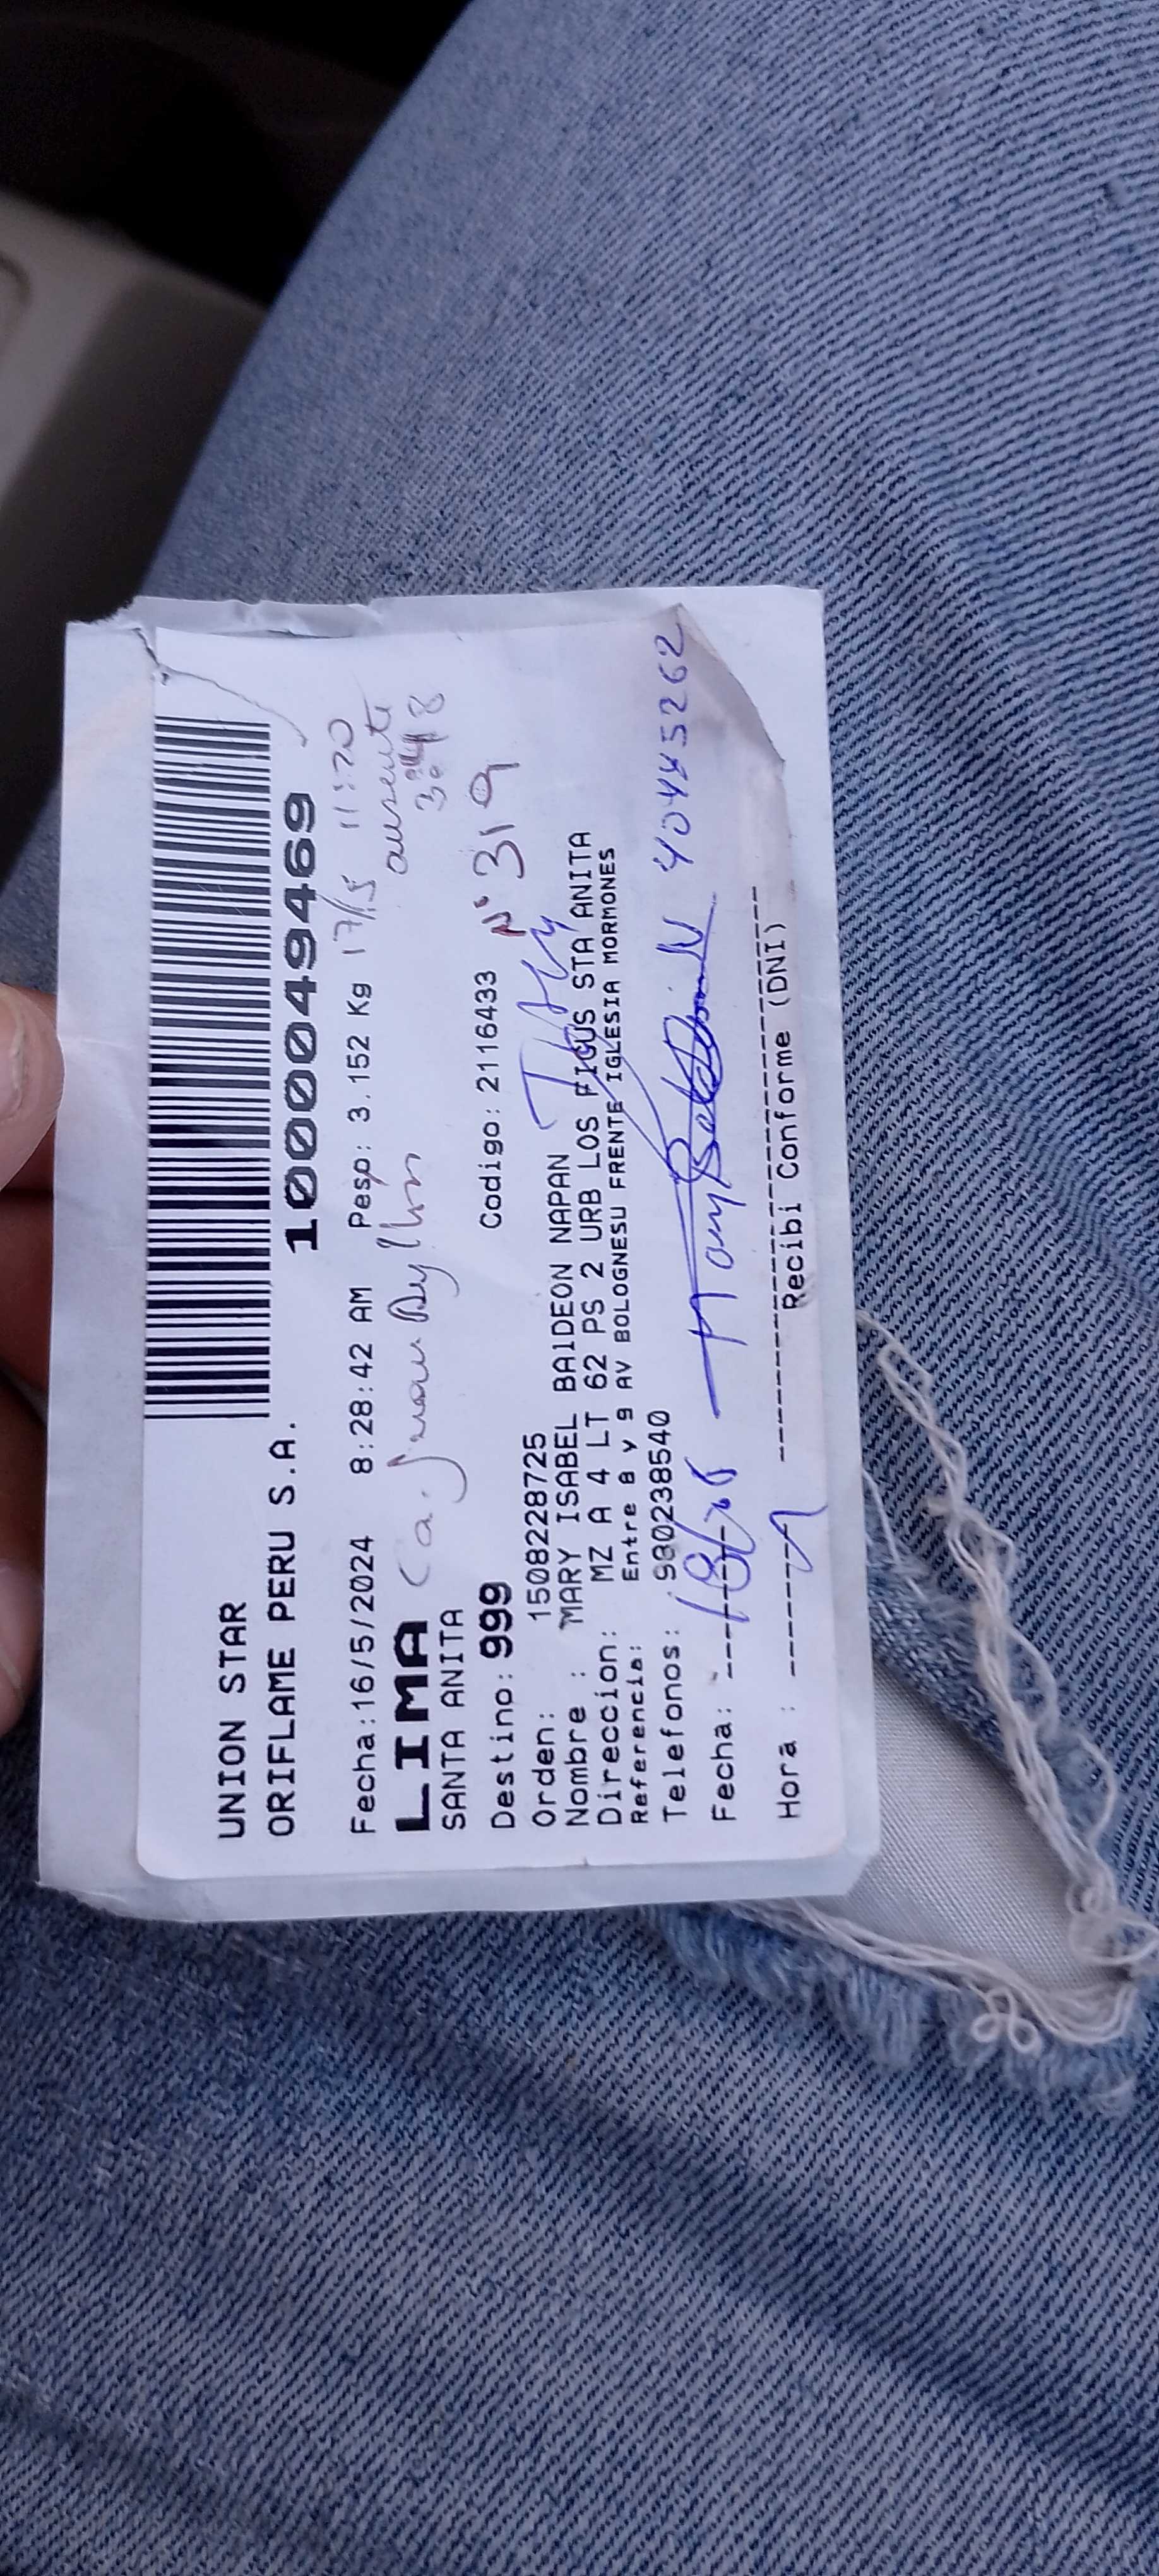 UNION STAR
ORIFLAME PERU S.A.
1000049469
Fecha:16/5/2024 8:28:42 AM Peso: 3.152 Kg 17/5 11:20
LIMA
ausente
SANTA ANITA
Destino: 999 Codigo: 2116433 N° 319
Orden: 1508228725
Nombre : MARY ISABEL BAIDEON NAPAN
Direccion: MZ A 4 LT 62 PS 2 URB LOS FICUS STA ANITA
Referencia: Entre 8 y 9 AV BOLOGNESU FRENTE IGLESIA MORMONES
Telefonos: 980238540
Fecha:
Hora :
Recibi Conforme (DNI)